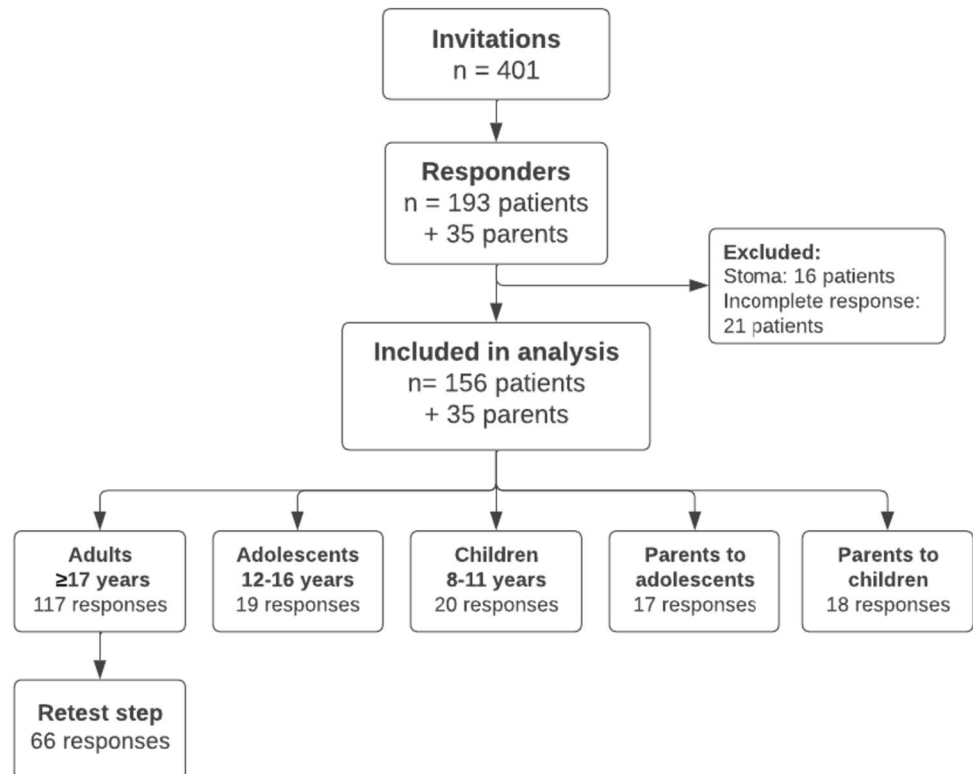 Invitations
n = 401
Responders
n = 193 patients
+ 35 parents
Excluded:
Stoma: 16 patients
Incomplete response:
21 patients
Included in analysis
n= 156 patients
+ 35 parents
Adults
≥17 years
117 responses
Adolescents
12-16 years
19 responses
Children
8-11 years
20 responses
Parents to
adolescents
17 responses
Parents to
children
18 responses
Retest step
66 responses